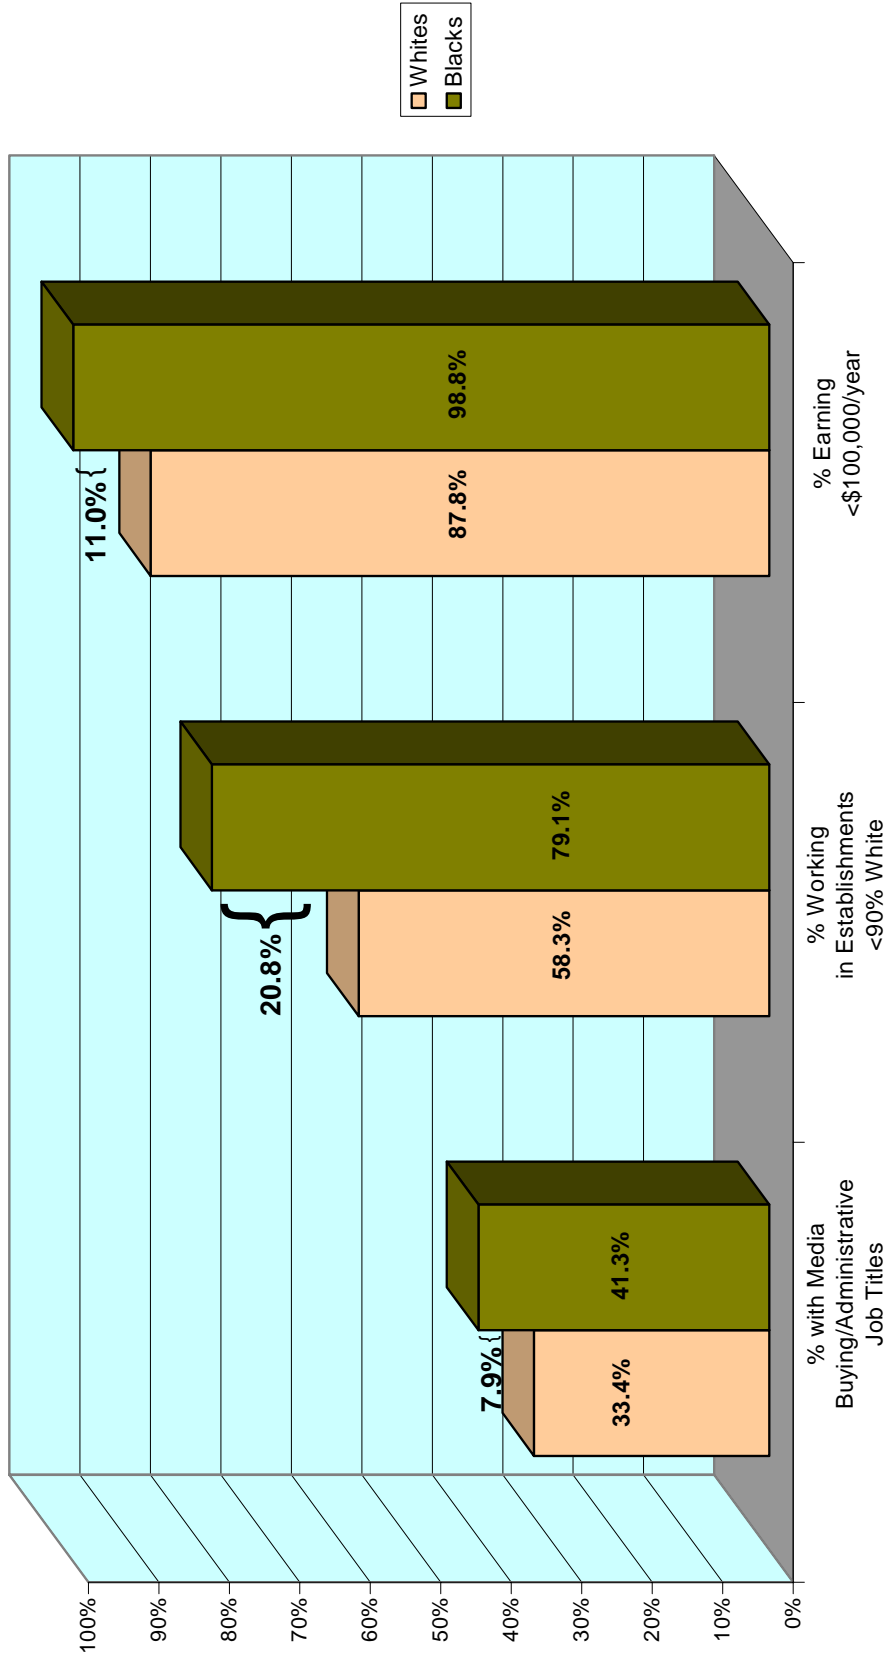 100%
90%
80%
70%
60%
50%
40%
30%
20%
10%
0%
7.9%
{
33.4%
41.3%
20.8%
{
58.3%
79.1%
11.0%
{
87.8%
98.8%
% with Media
Buying/Administrative
Job Titles
% Working
in Establishments
<90% White
% Earning
<$100,000/year
Whites
Blacks